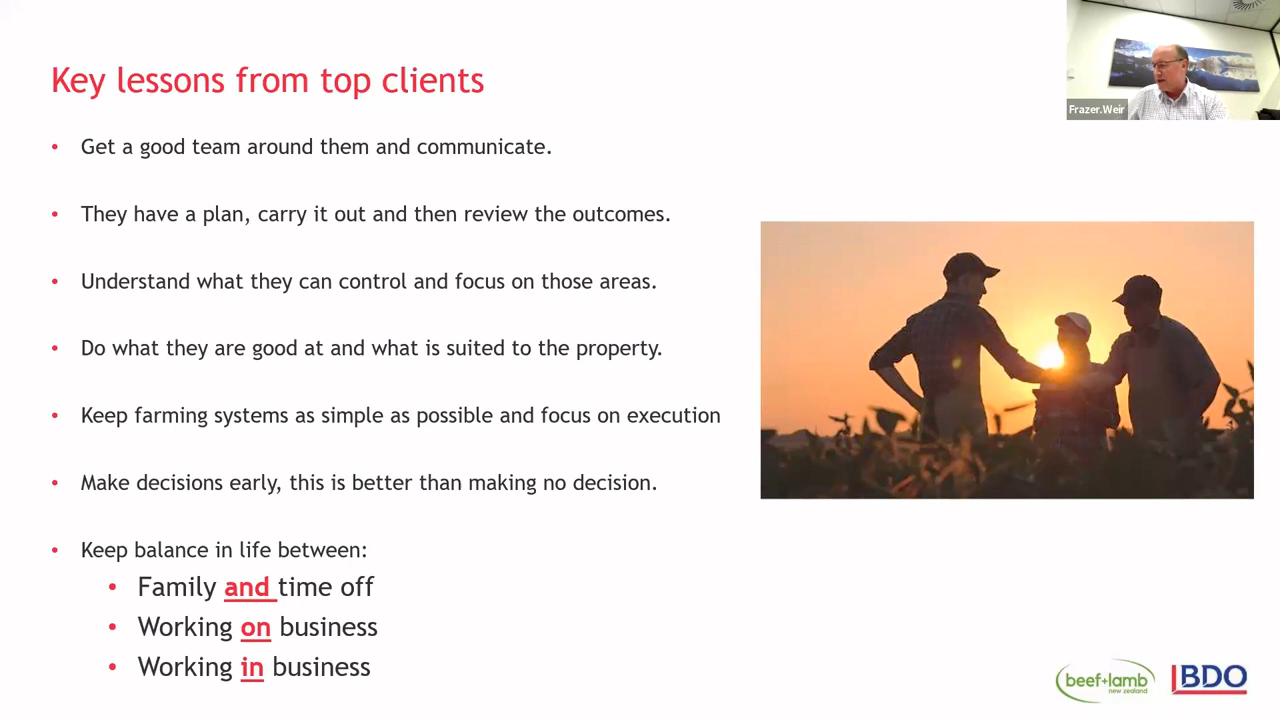 Key lessons from top clients
Frazer.Weir
• Get a good team around them and communicate.
• They have a plan, carry it out and then review the outcomes.
• Understand what they can control and focus on those areas.
• Do what they are good at and what is suited to the property.
• Keep farming systems as simple as possible and focus on execution
• Make decisions early, this is better than making no decision.
• Keep balance in life between:
• Family and time off
• Working on business
• Working in business
beef+lamb
new zealand
BDO